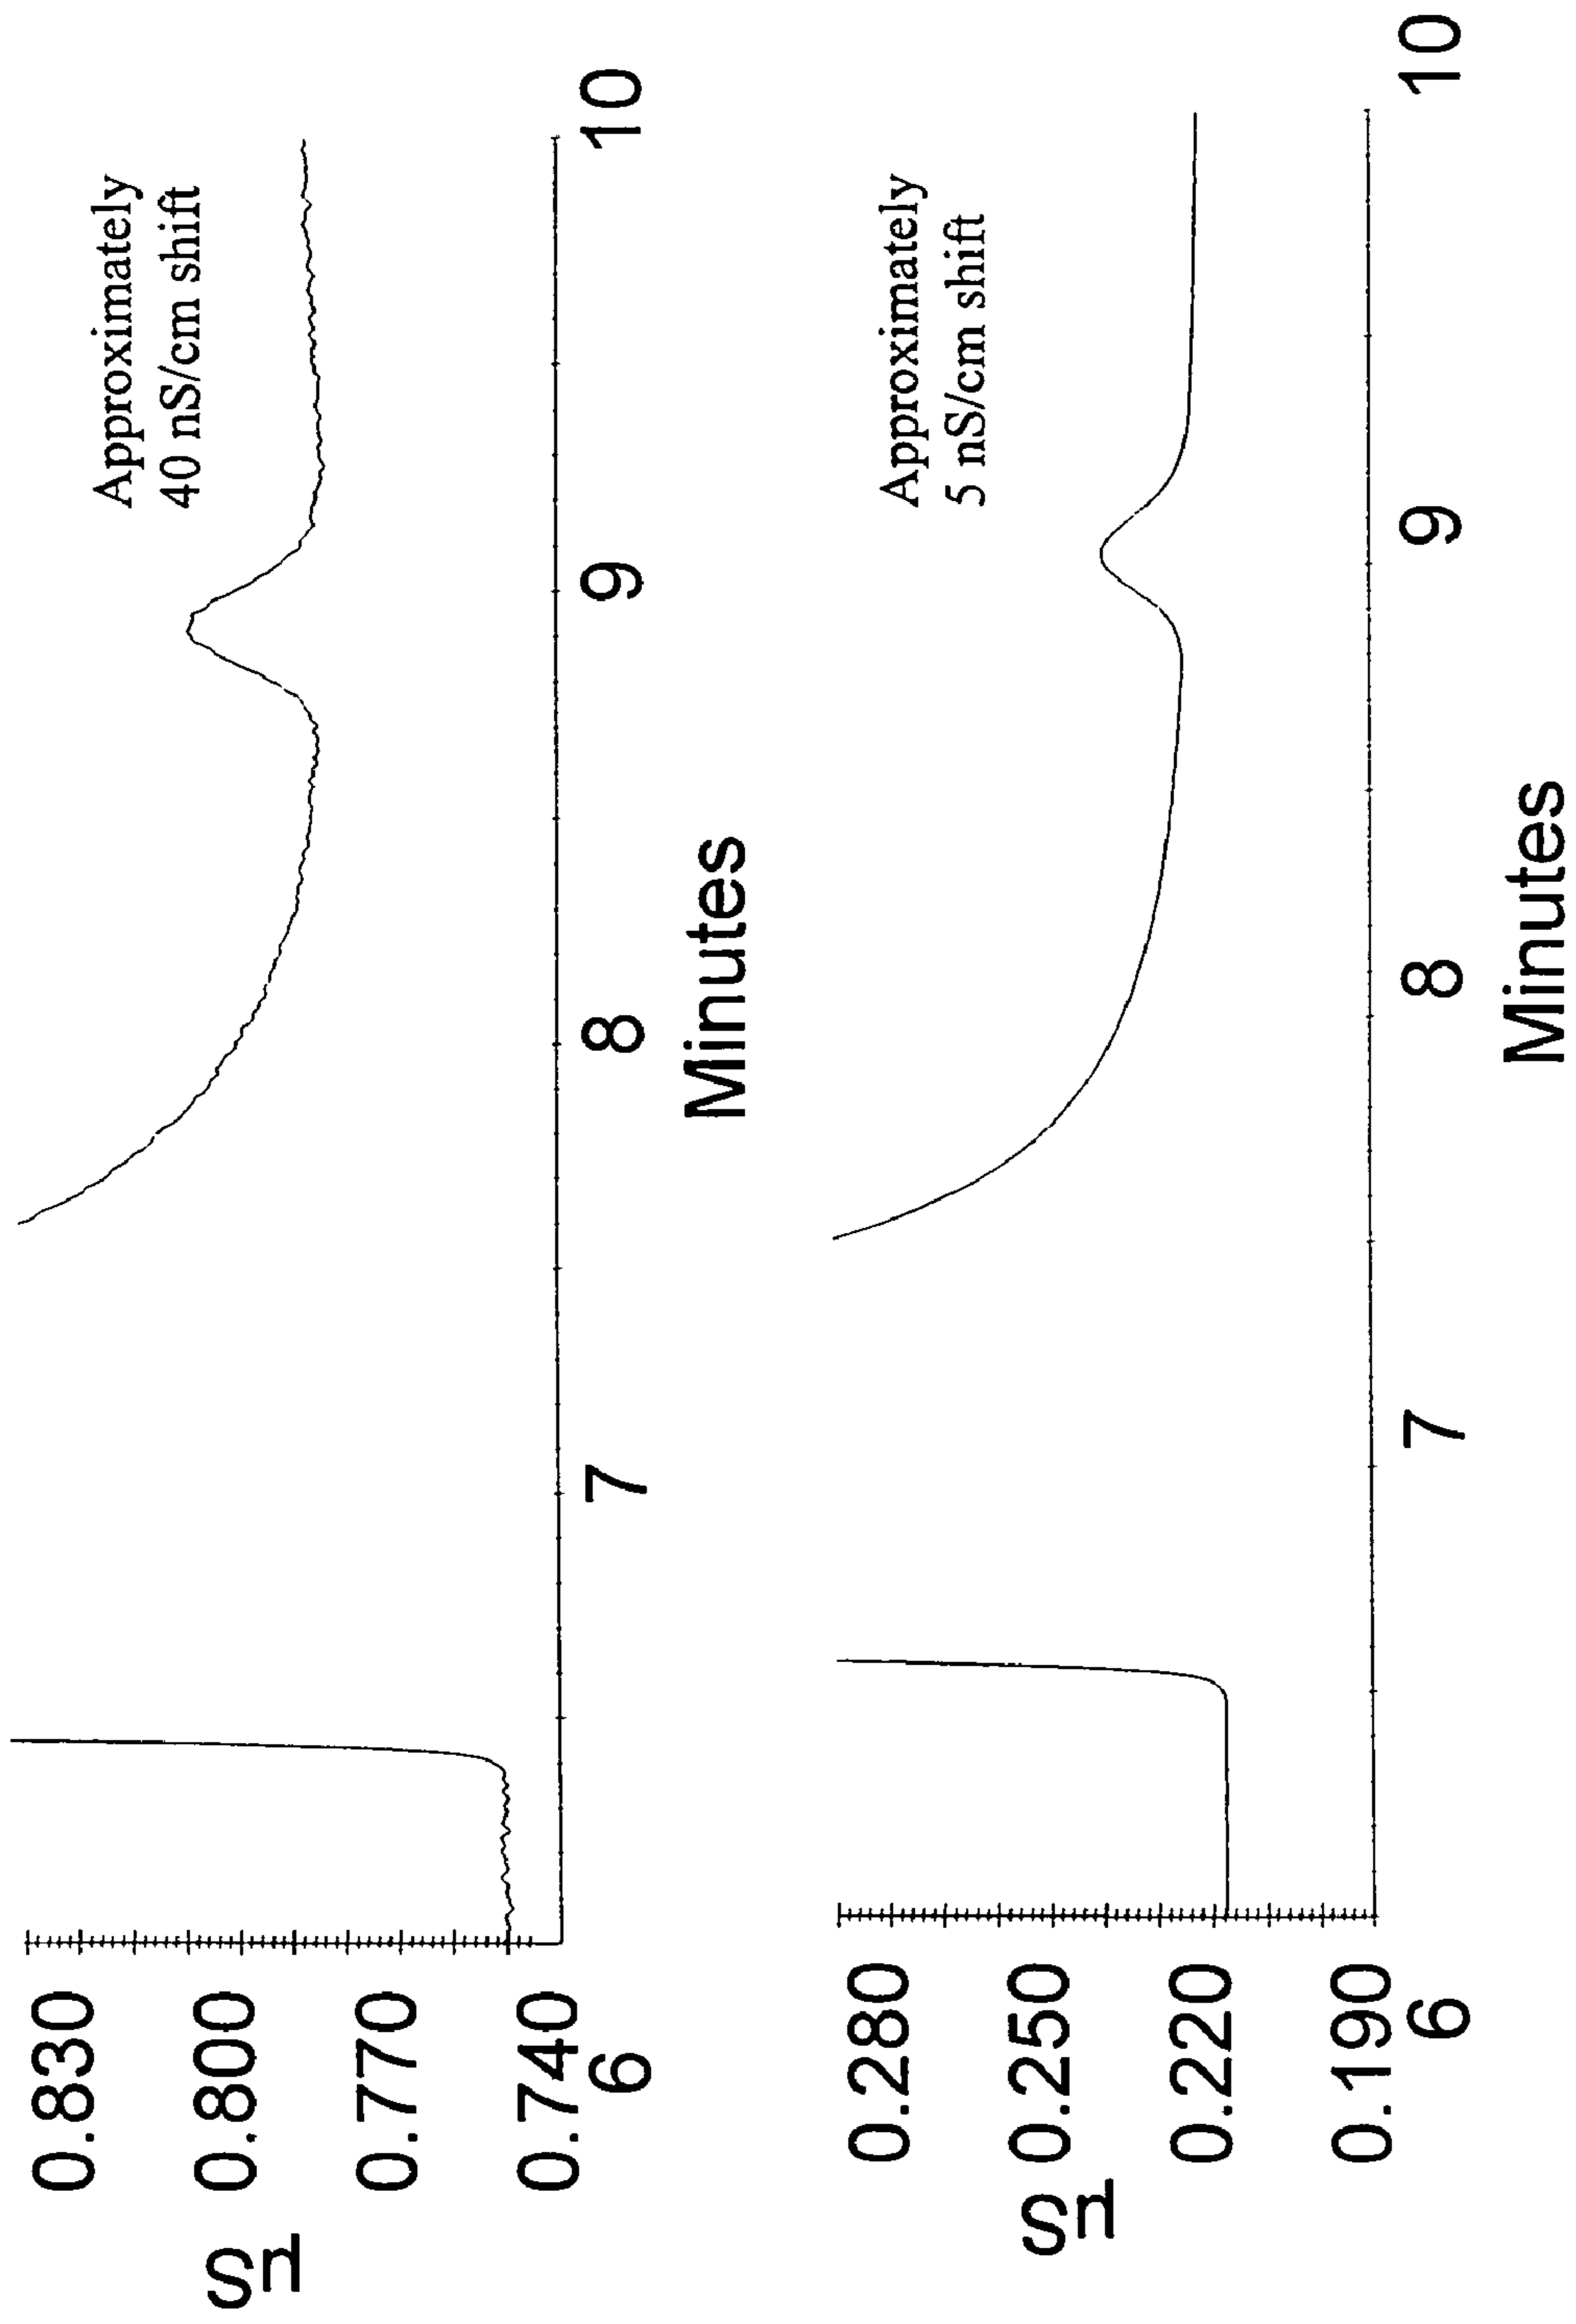 Approximately
40 nS/cm shift
0.830
0.800
0.770
0.740
µS
6
7
8
9
10
Minutes
Approximately
5 nS/cm shift
0.280
0.250
0.220
0.190
µS
6
7
8
9
10
Minutes